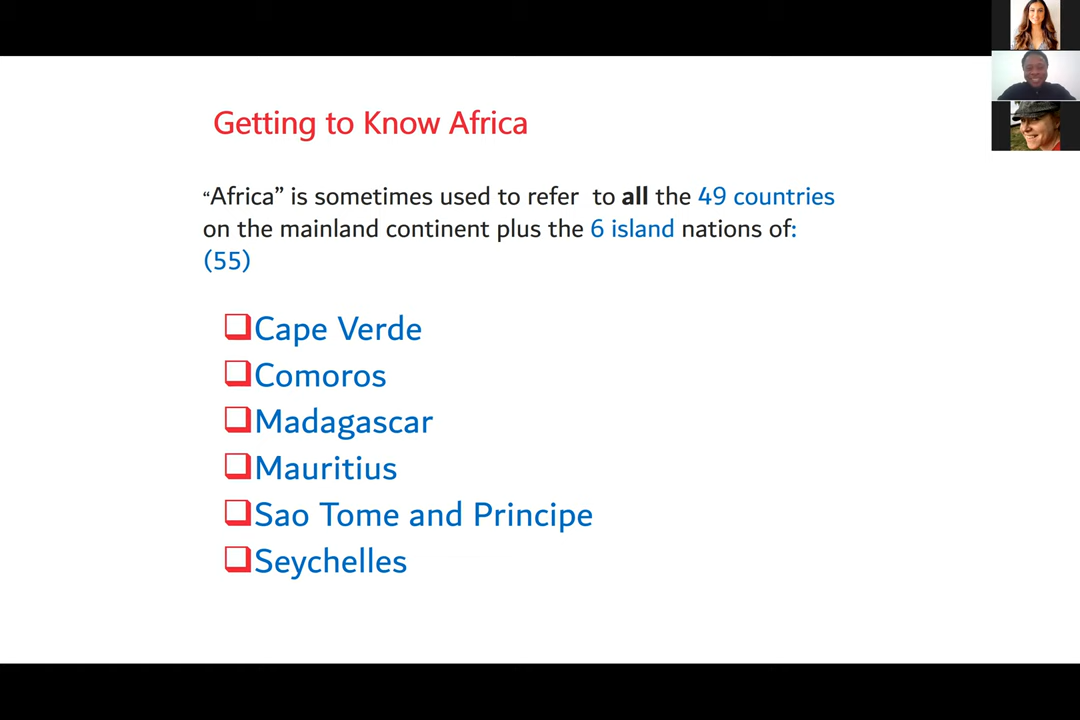 Getting to Know Africa
“Africa” is sometimes used to refer to all the 49 countries
on the mainland continent plus the 6 island nations of:
(55)
Cape Verde
Comoros
Madagascar
Mauritius
Sao Tome and Principe
Seychelles